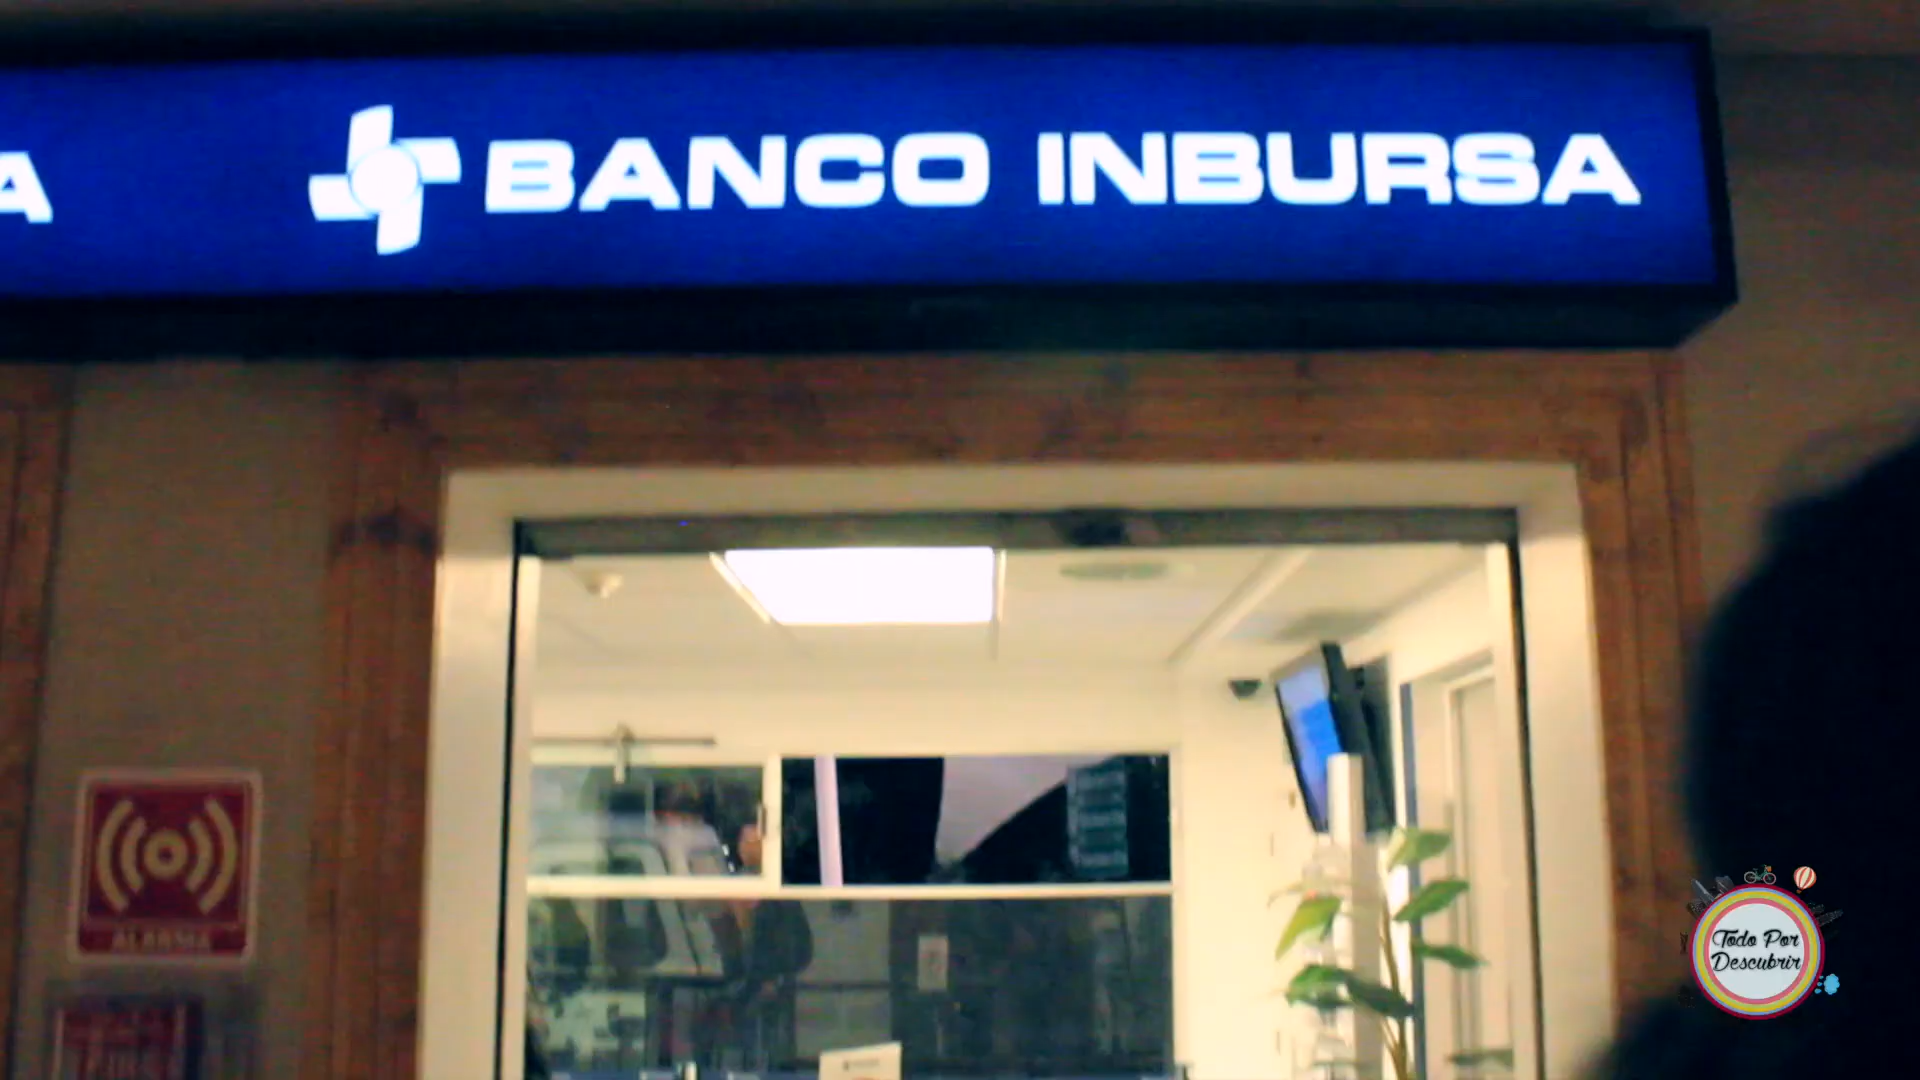 A
BANCO INBURSA
ALARMA
Todo Por
Descubrir